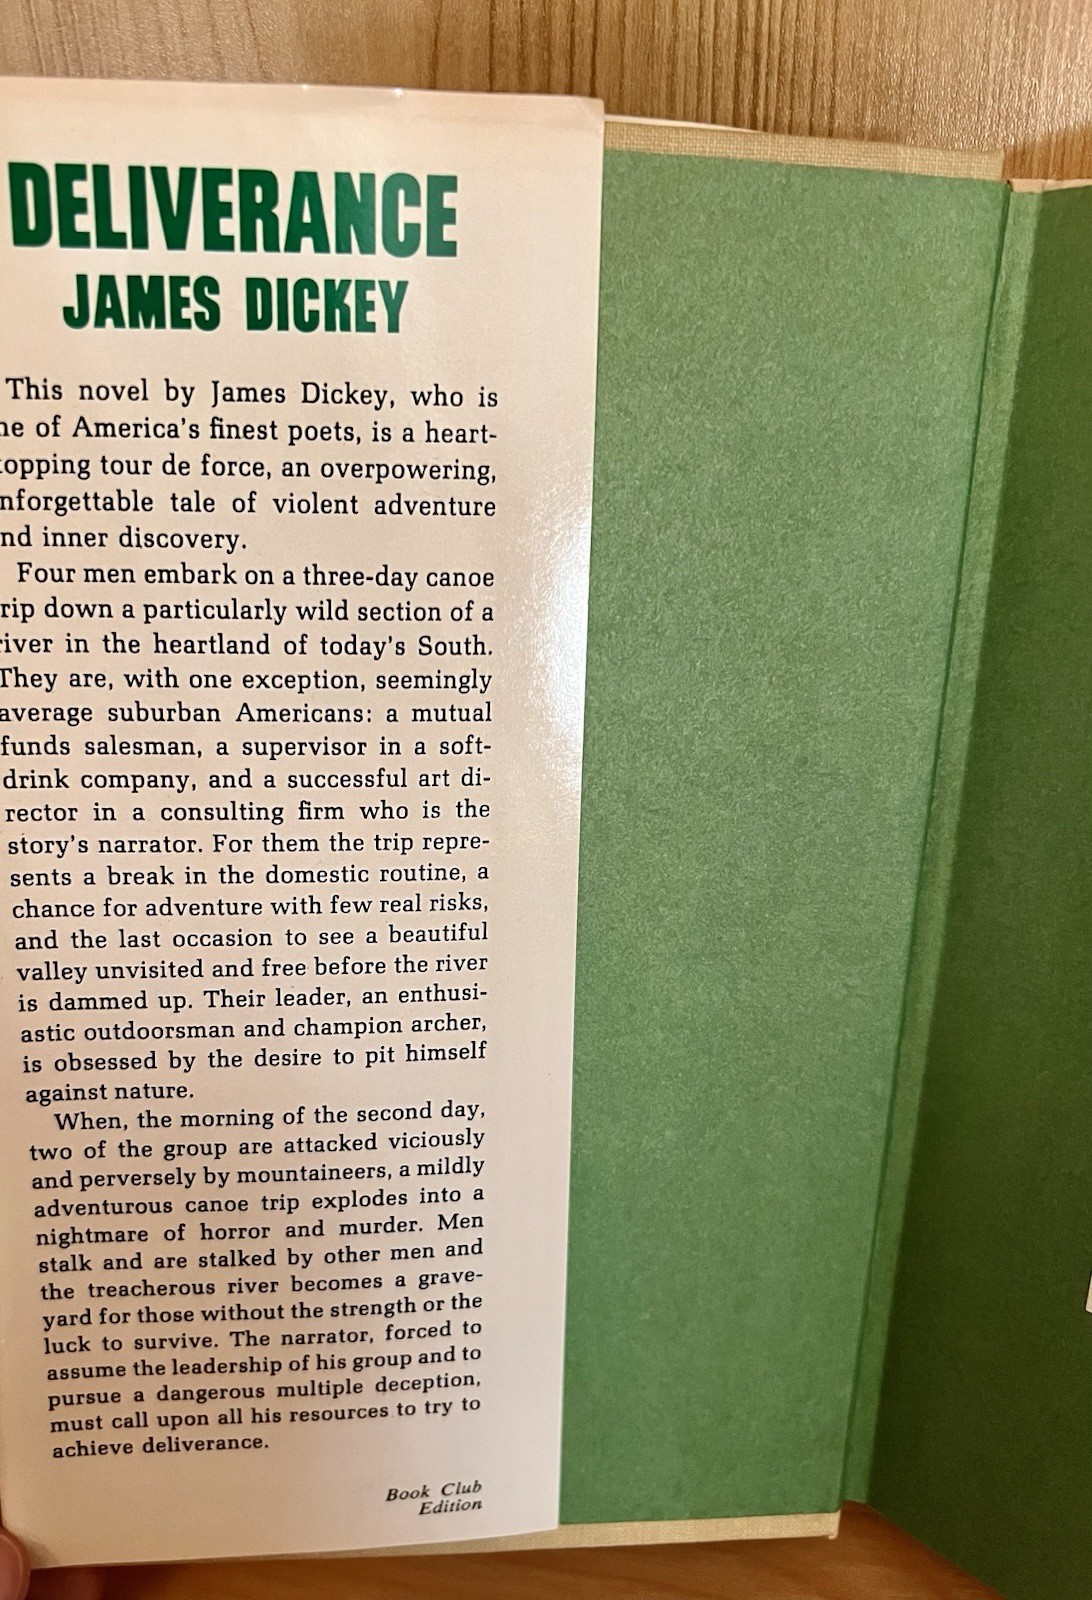 DELIVERANCE
JAMES DICKEY
This novel by James Dickey, who is
ne of America's finest poets, is a heart-
topping tour de force, an overpowering,
nforgettable tale of violent adventure
nd inner discovery.
Four men embark on a three-day canoe
rip down a particularly wild section of a
river in the heartland of today's South.
They are, with one exception, seemingly
average suburban Americans: a mutual
funds salesman, a supervisor in a soft-
drink company, and a successful art di-
rector in a consulting firm who is the
story's narrator. For them the trip repre-
sents a break in the domestic routine, a
chance for adventure with few real risks,
and the last occasion to see a beautiful
valley unvisited and free before the river
is dammed up. Their leader, an enthusi-
astic outdoorsman and champion archer,
is obsessed by the desire to pit himself
against nature.
When, the morning of the second day,
two of the group are attacked viciously
and perversely by mountaineers, a mildly
adventurous canoe trip explodes into a
nightmare of horror and murder. Men
stalk and are stalked by other men and
the treacherous river becomes a grave-
yard for those without the strength or the
luck to survive. The narrator, forced to
assume the leadership of his group and to
pursue a dangerous multiple deception,
must call upon all his resources to try to
achieve deliverance.
Book Club
Edition